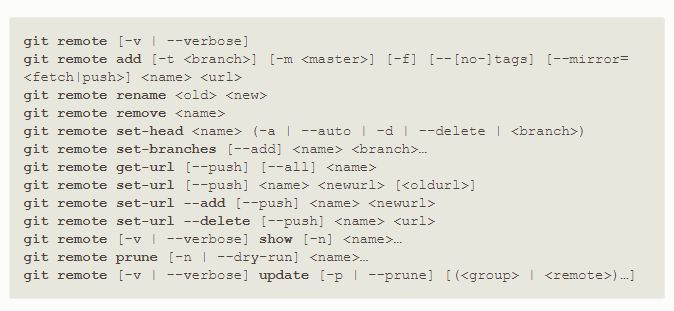 git remote [-v | --verbose]
git remote add [-t <branch>] [-m <master>] [-f] [--[no-]tags] [--mirror=
<fetch|push>] <name> <url>
git remote rename <old> <new>
git remote remove <name>
git remote set-head <name> (-a | --auto | -d | --delete | <branch>)
git remote set-branches [--add] <name> <branch>…
git remote get-url [--push] [--all] <name>
git remote set-url [--push] <name> <newurl> [<oldurl>]
git remote set-url --add [--push] <name> <newurl>
git remote set-url --delete [--push] <name> <url>
git remote [-v | --verbose] show [-n] <name>…
git remote prune [-n | --dry-run] <name>…
git remote [-v | --verbose] update [-p | --prune] [(<group> | <remote>)…]